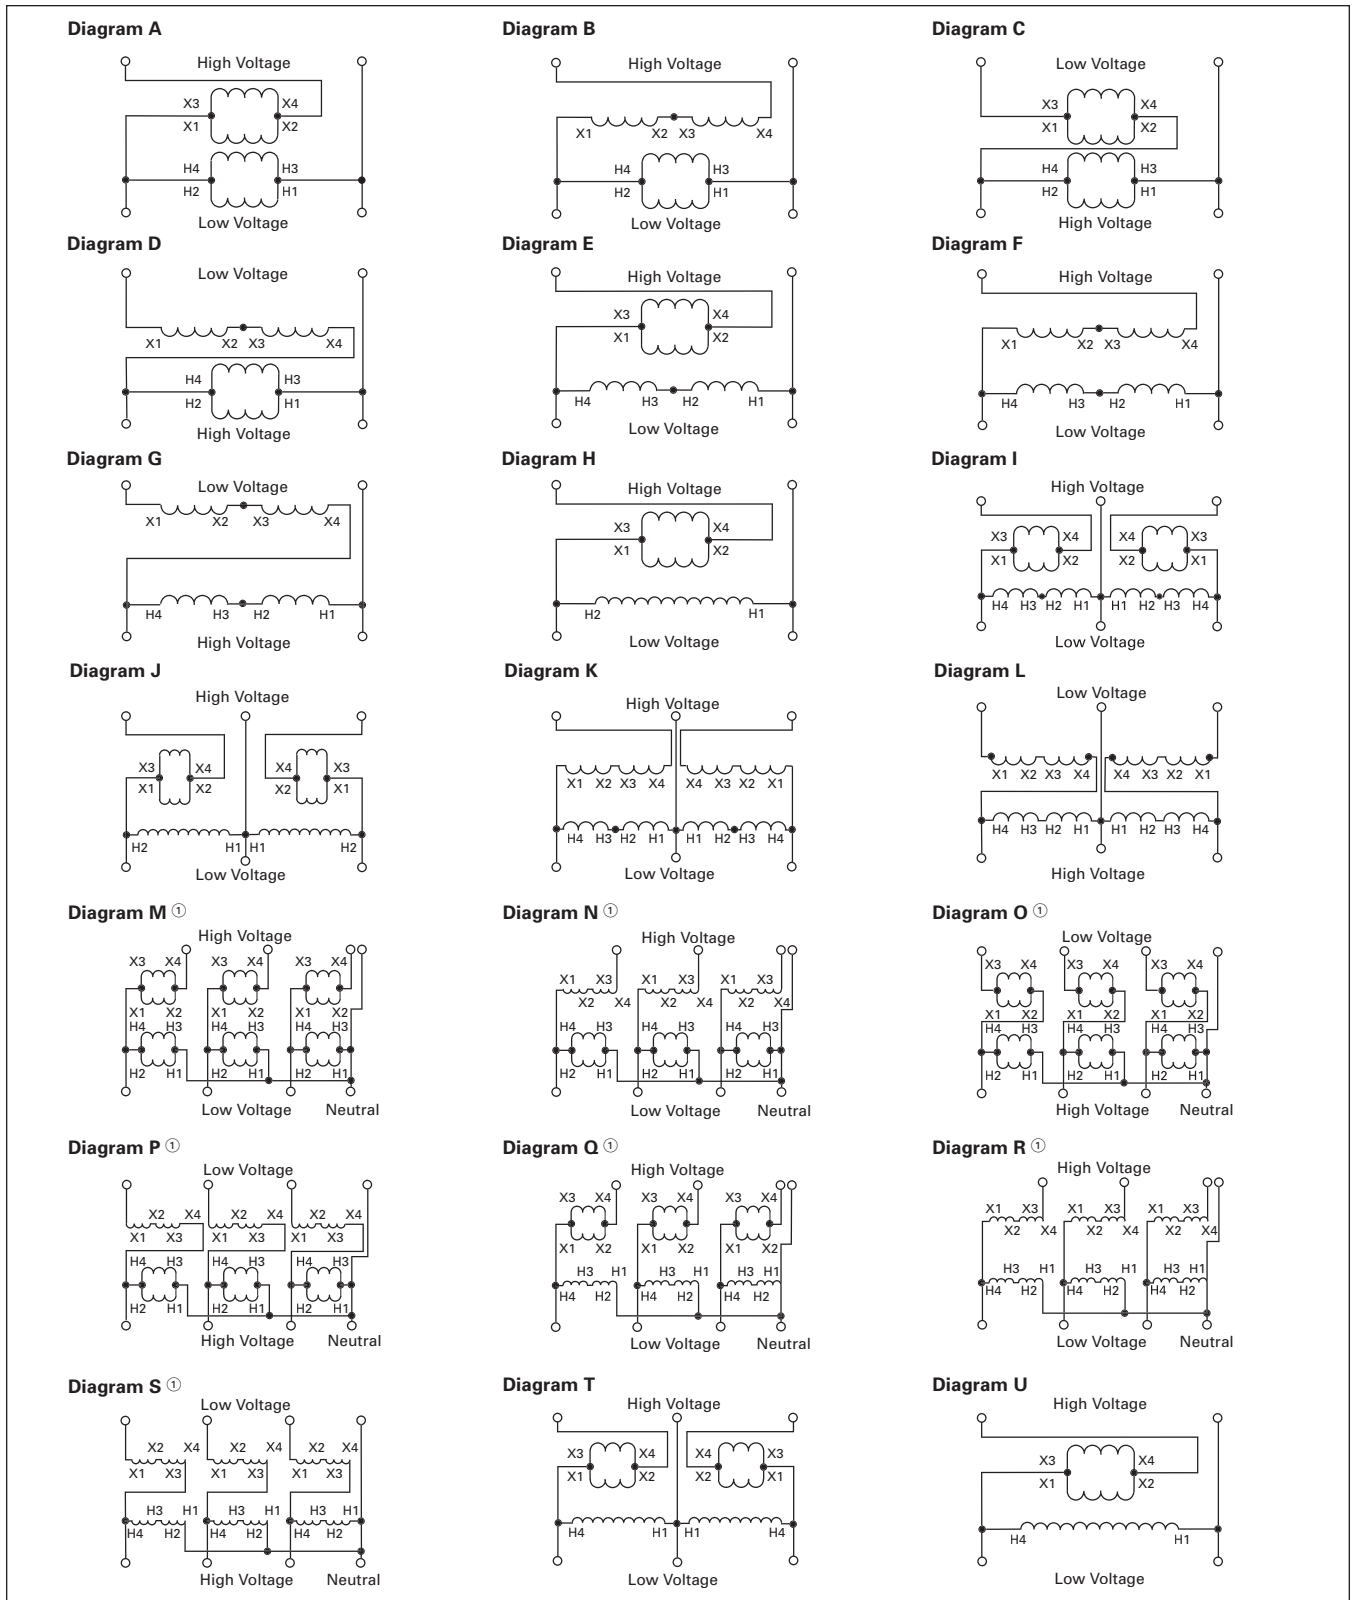 Diagram A
High Voltage
X3 X4
X1 X2
H4 H3
H2 H1
Low Voltage
Diagram B
High Voltage
X1 X2 X3 X4
H4 H3
H2 H1
Low Voltage
Diagram C
Low Voltage
X3 X4
X1 X2
H4 H3
H2 H1
High Voltage
Diagram D
Low Voltage
X1 X2 X3 X4
H4 H3
H2 H1
High Voltage
Diagram E
High Voltage
X3 X4
X1 X2
H4 H3 H2 H1
Low Voltage
Diagram F
High Voltage
X1 X2 X3 X4
H4 H3 H2 H1
Low Voltage
Diagram G
Low Voltage
X1 X2 X3 X4
H4 H3 H2 H1
High Voltage
Diagram H
High Voltage
X3 X4
X1 X2
H2 H1
Low Voltage
Diagram I
High Voltage
X3 X4 X4 X3
X1 X2 X2 X1
H4 H3 H2 H1 H1 H2 H3 H4
Low Voltage
Diagram J
High Voltage
X3 X4 X4 X3
X1 X2 X2 X1
H2 H1 H1 H2
Low Voltage
Diagram K
High Voltage
X1 X2 X3 X4 X4 X3 X2 X1
H4 H3 H2 H1 H1 H2 H3 H4
Low Voltage
Diagram L
Low Voltage
X1 X2 X3 X4 X4 X3 X2 X1
H4 H3 H2 H1 H1 H2 H3 H4
High Voltage
Diagram M ①
High Voltage
X3 X4 X3 X4 X3 X4
X1 X2 X1 X2 X1 X2
H4 H3 H4 H3 H4 H3
H2 H1 H2 H1 H2 H1
Low Voltage Neutral
Diagram N ①
High Voltage
X1 X3 X1 X3 X1 X3
X2 X4 X2 X4 X2 X4
H4 H3 H4 H3 H4 H3
H2 H1 H2 H1 H2 H1
Low Voltage Neutral
Diagram O ①
Low Voltage
X3 X4 X3 X4 X3 X4
X1 X2 X1 X2 X1 X2
H4 H3 H4 H3 H4 H3
H2 H1 H2 H1 H2 H1
High Voltage Neutral
Diagram P ①
Low Voltage
X2 X4 X2 X4 X2 X4
X1 X3 X1 X3 X1 X3
H4 H3 H4 H3 H4 H3
H2 H1 H2 H1 H2 H1
High Voltage Neutral
Diagram Q ①
High Voltage
X3 X4 X3 X4 X3 X4
X1 X2 X1 X2 X1 X2
H3 H1 H3 H1 H3 H1
H4 H2 H4 H2 H4 H2
Low Voltage Neutral
Diagram R ①
High Voltage
X1 X3 X1 X3 X1 X3
X2 X4 X2 X4 X2 X4
H3 H1 H3 H1 H3 H1
H4 H2 H4 H2 H4 H2
Low Voltage Neutral
Diagram S ①
Low Voltage
X2 X4 X2 X4 X2 X4
X1 X3 X1 X3 X1 X3
H3 H1 H3 H1 H3 H1
H4 H2 H4 H2 H4 H2
High Voltage Neutral
Diagram T
High Voltage
X3 X4 X4 X3
X1 X2 X2 X1
H4 H1 H1 H4
Low Voltage
Diagram U
High Voltage
X3 X4
X1 X2
H4 H1
Low Voltage